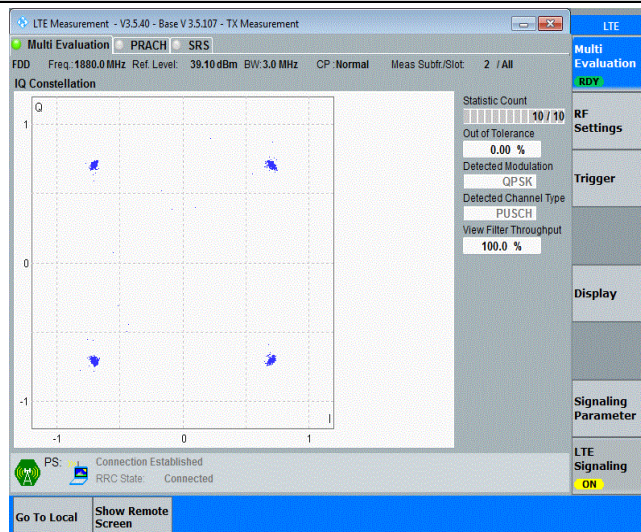 LTE Measurement - V3.5.40 - Base V 3.5.107 - TX Measurement
LTE
Multi Evaluation
PRACH
SRS
Multi
Evaluation
RDY
FDD Freq.:1880.0 MHz Ref. Level: 39.10 dBm BW:3.0 MHz CP :Normal Meas Subfr./Slot: 2 / All
IQ Constellation
Q
1
0
-1
-1
0
1
I
Statistic Count
10 / 10
Out of Tolerance
0.00 %
Detected Modulation
QPSK
Detected Channel Type
PUSCH
View Filter Throughput
100.0 %
RF
Settings
Trigger
Display
Signaling
Parameter
LTE
Signaling
ON
PS:
Connection Established
RRC State: Connected
Go To Local
Show Remote
Screen